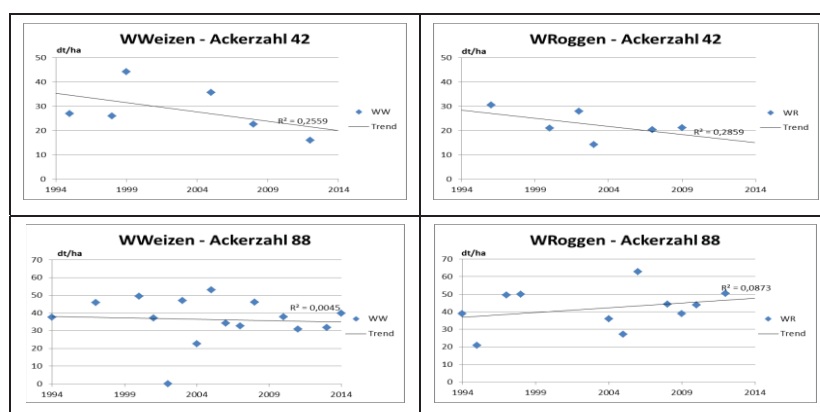 WWeizen - Ackerzahl 42
dt/ha
50
40
30
20
10
0
R² = 0,2559
WW
Trend
1994 1999 2004 2009 2014
WRoggen - Ackerzahl 42
dt/ha
50
40
30
20
10
0
R² = 0,2859
WR
Trend
1994 1999 2004 2009 2014
WWeizen - Ackerzahl 88
dt/ha
70
60
50
40
30
20
10
0
R² = 0,0045
WW
Trend
1994 1999 2004 2009 2014
WRoggen - Ackerzahl 88
dt/ha
70
60
50
40
30
20
10
0
R² = 0,0873
WR
Trend
1994 1999 2004 2009 2014